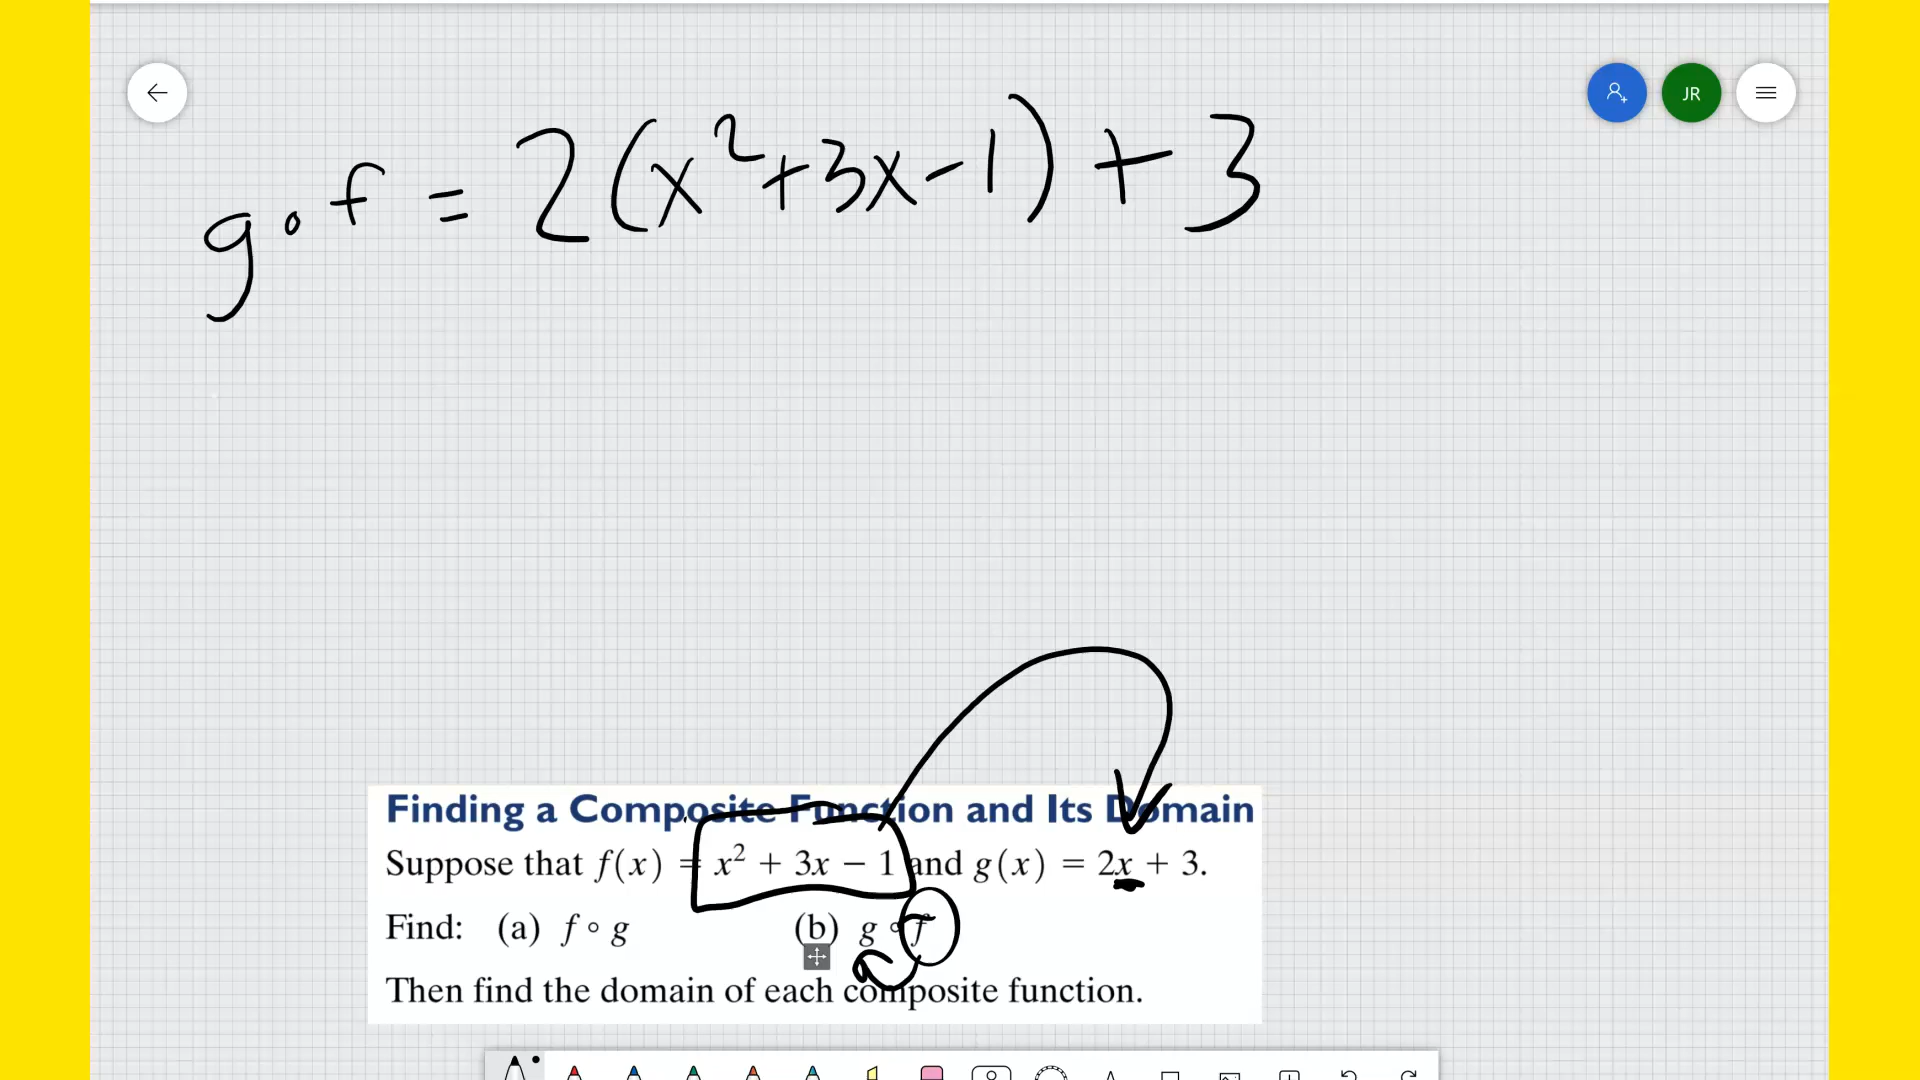 JR
g∘f = 2(x²+3x-1)+3
Finding a Composite Function and Its Domain
Suppose that f(x) = x² + 3x − 1 and g(x) = 2x + 3.
Find: (a) f ∘ g (b) g ∘ f
Then find the domain of each composite function.